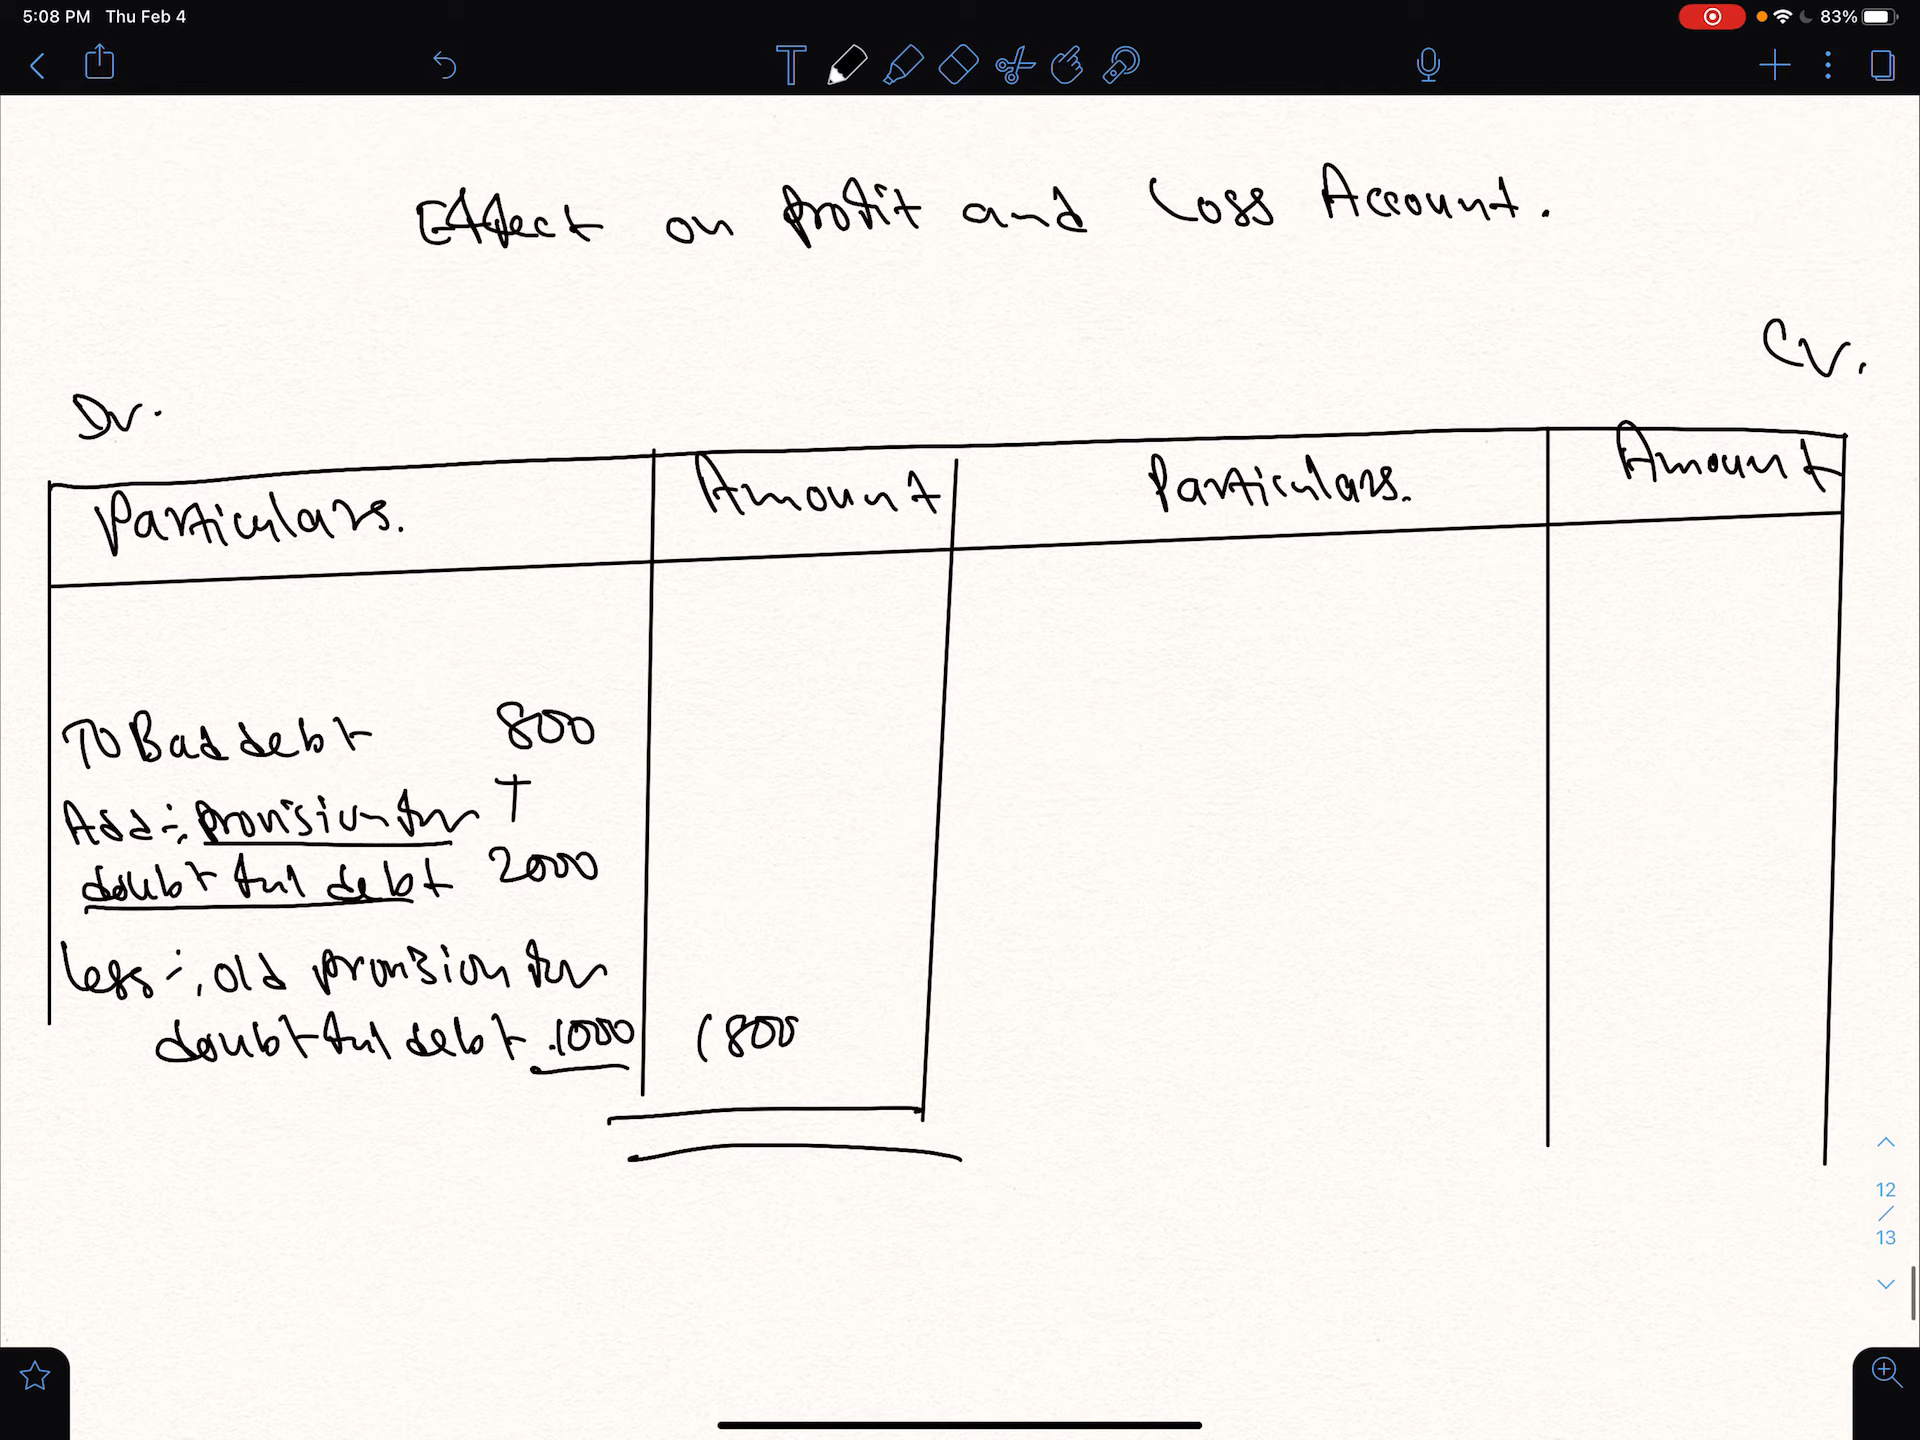 5:08 PM Thu Feb 4
83%
Effect on profit and Loss Account.
Cr.
Dr.
Particulars. Amount Particulars. Amount
To Bad debt 800
+
Add:- provision for
doubtful debt 2000
Less:- old provision for
doubtful debt 1000 1800
12
/
13